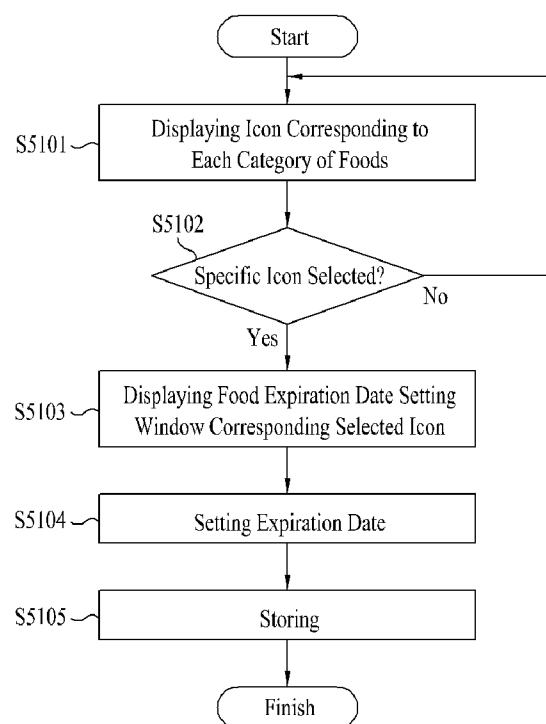 Start
S5101
Displaying Icon Corresponding to
Each Category of Foods
S5102
Specific Icon Selected?
No
Yes
S5103
Displaying Food Expiration Date Setting
Window Corresponding Selected Icon
S5104
Setting Expiration Date
S5105
Storing
Finish